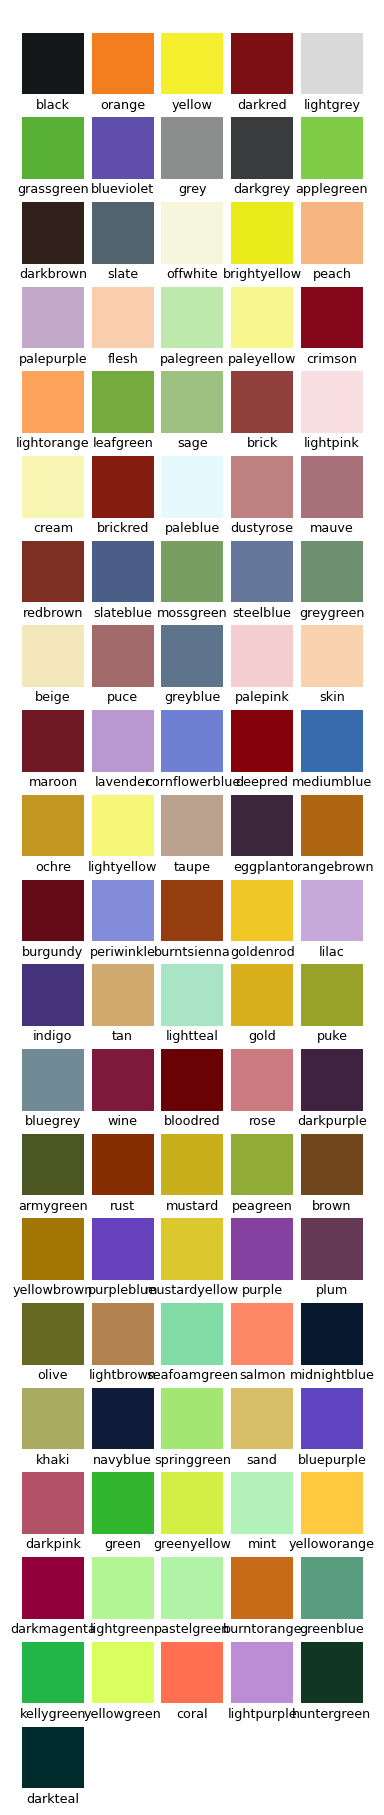 black orange yellow darkred lightgrey
grassgreen blueviolet grey darkgrey applegreen
darkbrown slate offwhite brightyellow peach
palepurple flesh palegreen paleyellow crimson
lightorange leafgreen sage brick lightpink
cream brickred paleblue dustyrose mauve
redbrown slateblue mossgreen steelblue greygreen
beige puce greyblue palepink skin
maroon lavender cornflowerblue deepred mediumblue
ochre lightyellow taupe eggplant orangebrown
burgundy periwinkle burntsienna goldenrod lilac
indigo tan lightteal gold puke
bluegrey wine bloodred rose darkpurple
armygreen rust mustard peagreen brown
yellowbrown purpleblue mustardyellow purple plum
olive lightbrown seafoamgreen salmon midnightblue
khaki navyblue springgreen sand bluepurple
darkpink green greenyellow mint yelloworange
darkmagenta lightgreen pastelgreen burntorange greenblue
kellygreen yellowgreen coral lightpurple huntergreen
darkteal